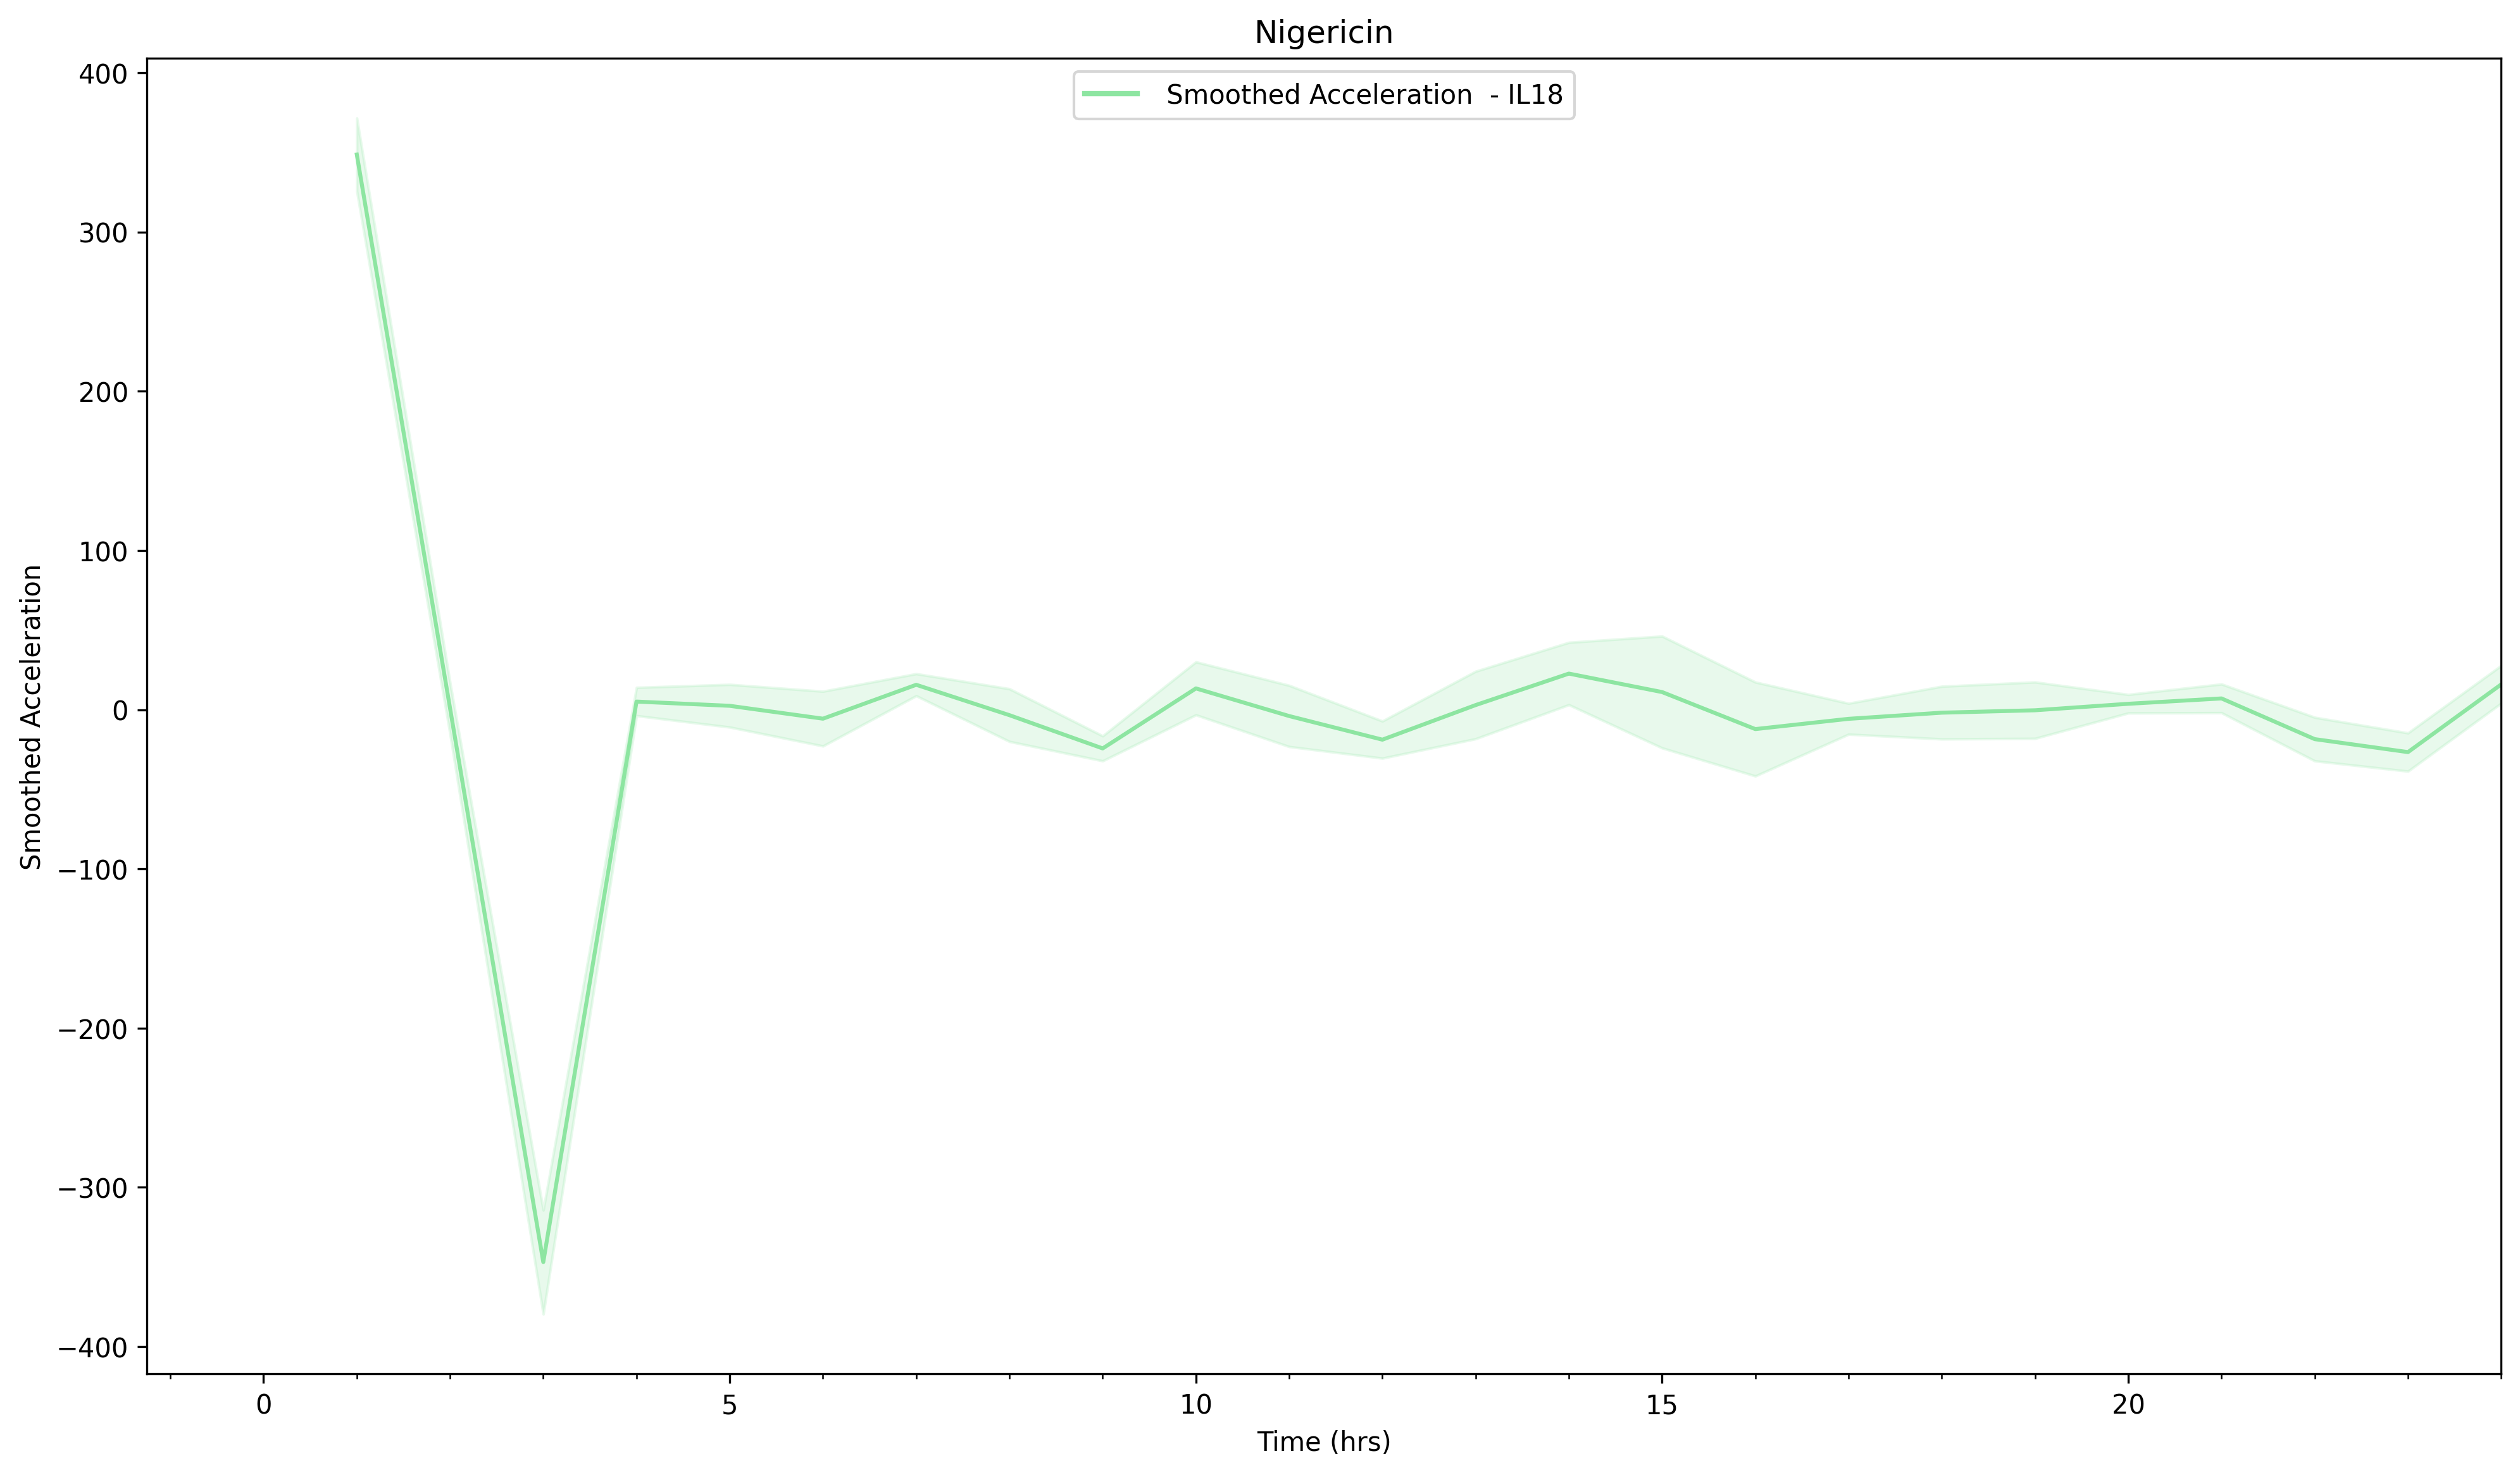 Nigericin
Smoothed Acceleration  - IL18
400
300
200
100
0
−100
−200
−300
−400
Smoothed Acceleration
0 5 10 15 20
Time (hrs)